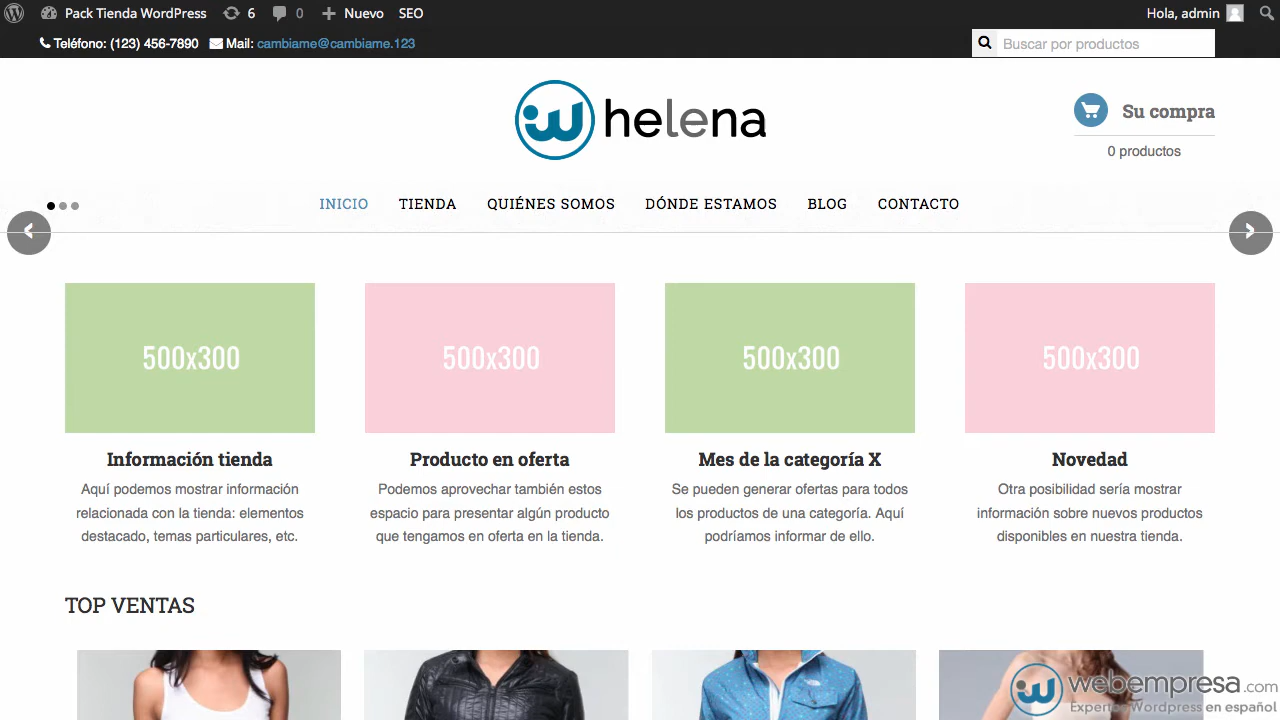 Pack Tienda WordPress 6 0 Nuevo SEO Hola, admin
Teléfono: (123) 456-7890 Mail: cambiame@cambiame.123 Buscar por productos
helena
Su compra
0 productos
INICIO TIENDA QUIÉNES SOMOS DÓNDE ESTAMOS BLOG CONTACTO
500x300
500x300
500x300
500x300
Información tienda
Aquí podemos mostrar información
relacionada con la tienda: elementos
destacado, temas particulares, etc.
Producto en oferta
Podemos aprovechar también estos
espacio para presentar algún producto
que tengamos en oferta en la tienda.
Mes de la categoría X
Se pueden generar ofertas para todos
los productos de una categoría. Aquí
podríamos informar de ello.
Novedad
Otra posibilidad sería mostrar
información sobre nuevos productos
disponibles en nuestra tienda.
TOP VENTAS
webempresa.com
Wordpress en español